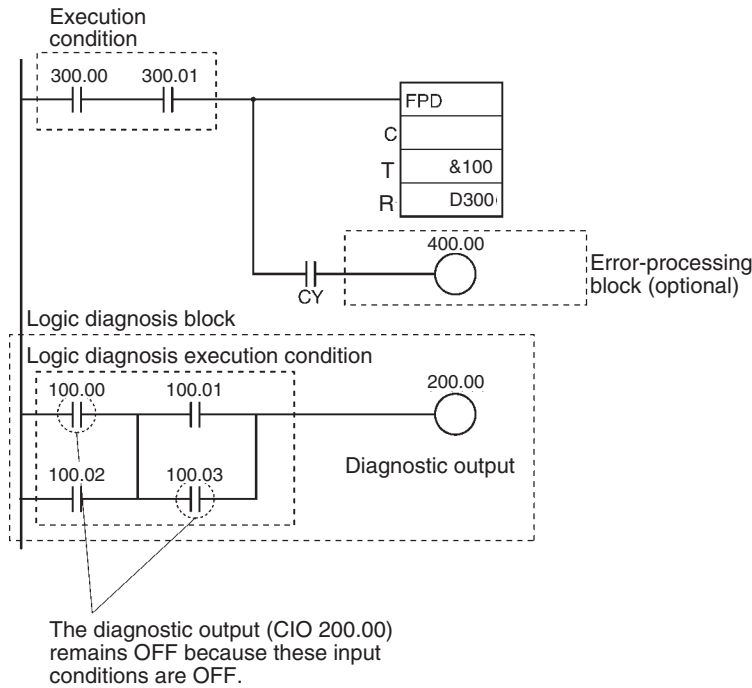 Execution
condition
300.00 300.01
FPD
C
T &100
R D300
400.00
CY
Error-processing
block (optional)
Logic diagnosis block
Logic diagnosis execution condition
100.00 100.01 200.00
100.02 100.03
Diagnostic output
The diagnostic output (CIO 200.00)
remains OFF because these input
conditions are OFF.